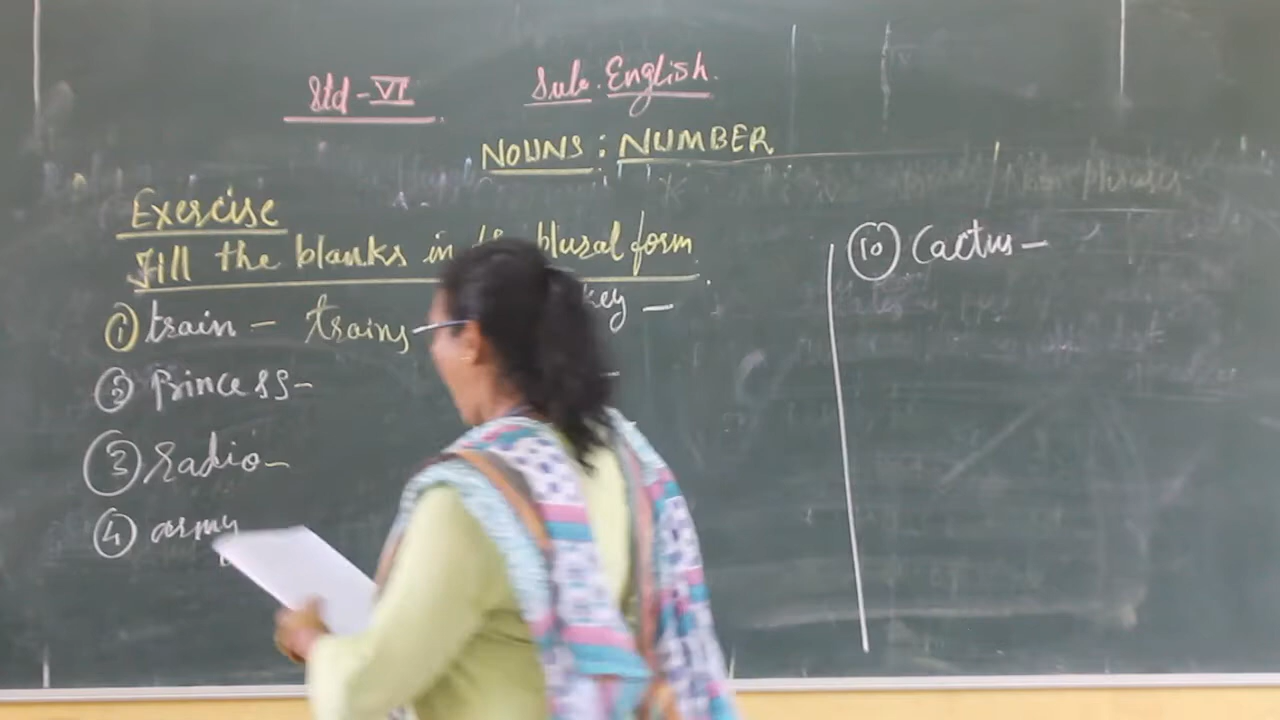 Std - VI
Sub. English.
NOUNS : NUMBER
Exercise
Fill the blanks in plural form.
① train - trains
② Princess-
③ radio-
④ army
key -
⑩ Cactus-